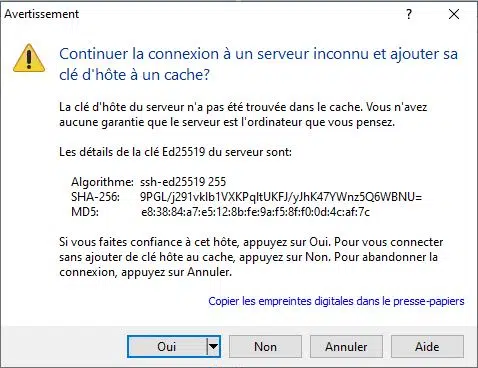 Avertissement
Continuer la connexion à un serveur inconnu et ajouter sa
clé d'hôte à un cache?
La clé d'hôte du serveur n'a pas été trouvée dans le cache. Vous n'avez
aucune garantie que le serveur est l'ordinateur que vous pensez.
Les détails de la clé Ed25519 du serveur sont:
Algorithme: ssh-ed25519 255
SHA-256: 9PGL/j291vklb1VXKPqItUKFJ/yJhK47YWnz5Q6WBNU=
MD5: e8:38:84:a7:e5:12:8b:fe:9a:f5:8f:f0:0d:4c:af:7c
Si vous faites confiance à cet hôte, appuyez sur Oui. Pour vous connecter
sans ajouter de clé hôte au cache, appuyez sur Non. Pour abandonner la
connexion, appuyez sur Annuler.
Copier les empreintes digitales dans le presse-papiers
Oui Non Annuler Aide